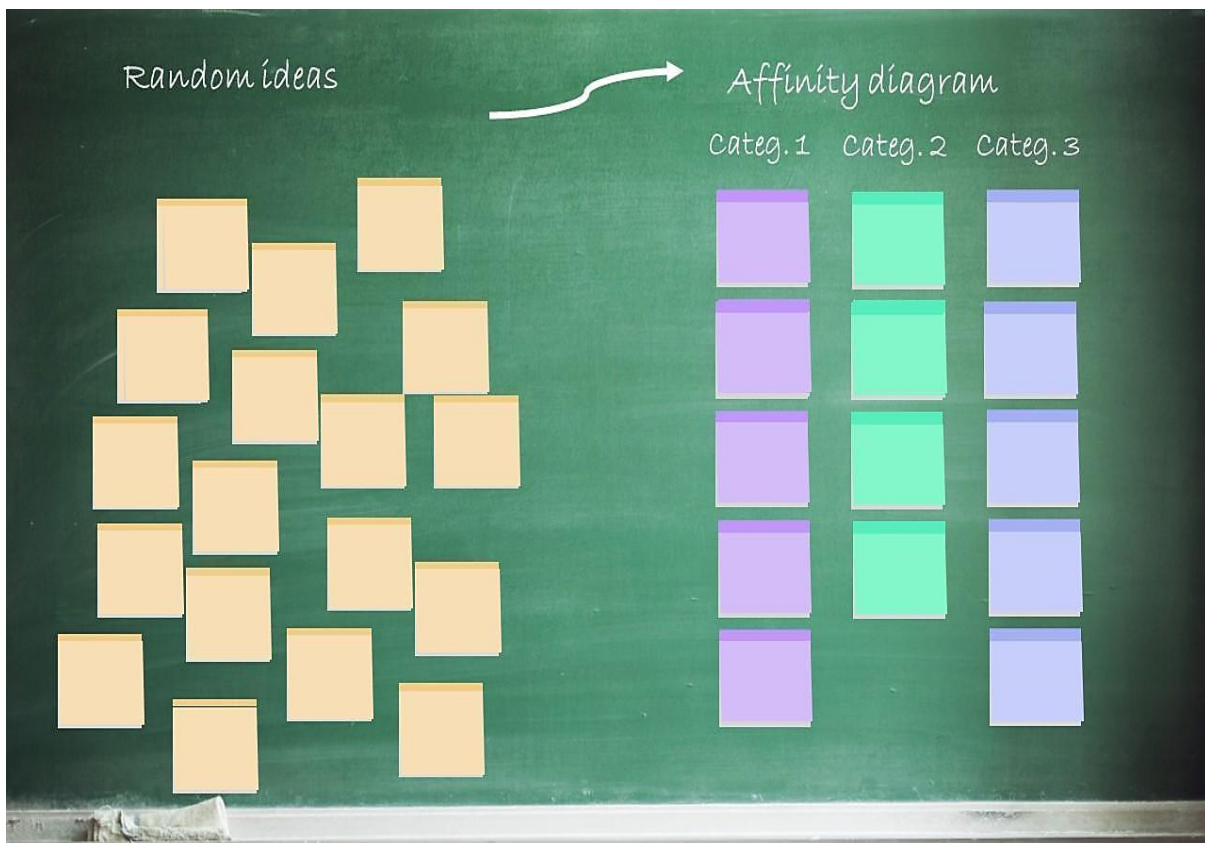 Random ideas
Affinity diagram
Categ. 1
Categ. 2
Categ. 3